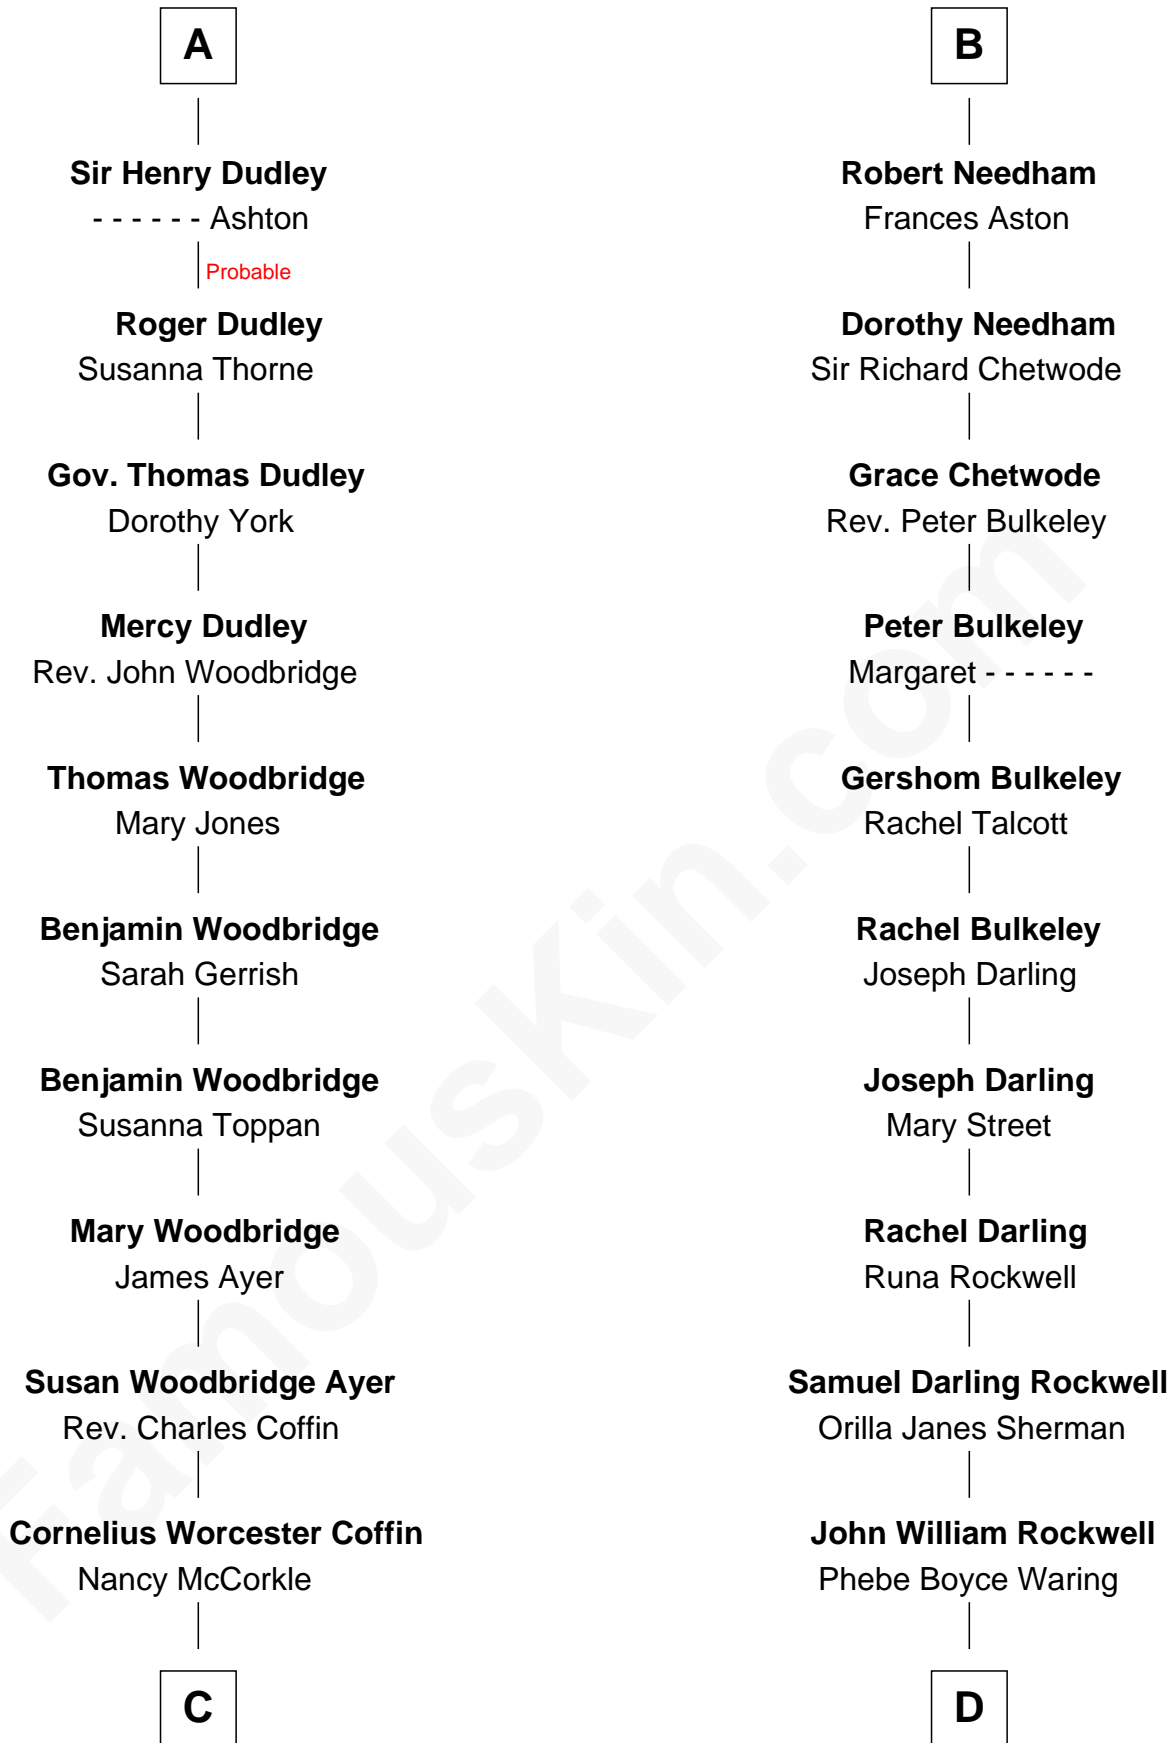 A
Sir Henry Dudley
- - - - - - Ashton
Probable
Roger Dudley
Susanna Thorne
Gov. Thomas Dudley
Dorothy York
Mercy Dudley
Rev. John Woodbridge
Thomas Woodbridge
Mary Jones
Benjamin Woodbridge
Sarah Gerrish
Benjamin Woodbridge
Susanna Toppan
Mary Woodbridge
James Ayer
Susan Woodbridge Ayer
Rev. Charles Coffin
Cornelius Worcester Coffin
Nancy McCorkle
C
B
Robert Needham
Frances Aston
Dorothy Needham
Sir Richard Chetwode
Grace Chetwode
Rev. Peter Bulkeley
Peter Bulkeley
Margaret - - - - - -
Gershom Bulkeley
Rachel Talcott
Rachel Bulkeley
Joseph Darling
Joseph Darling
Mary Street
Rachel Darling
Runa Rockwell
Samuel Darling Rockwell
Orilla Janes Sherman
John William Rockwell
Phebe Boyce Waring
D
FamousKin.com